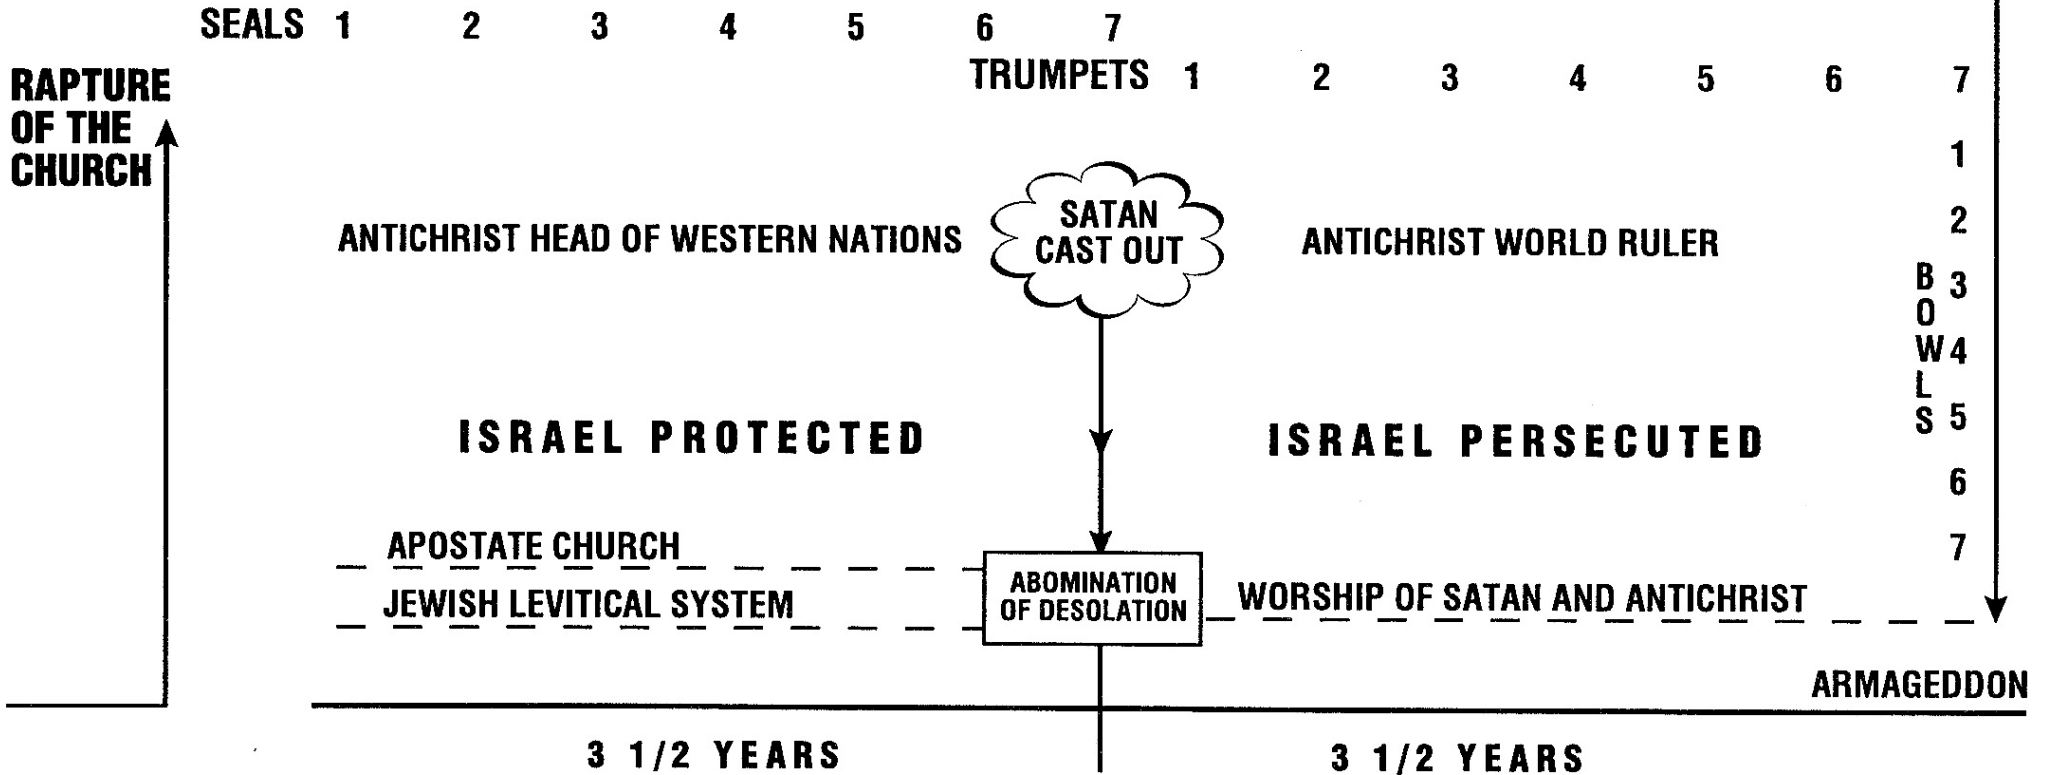 SEALS 1 2 3 4 5 6 7
TRUMPETS 1 2 3 4 5 6 7
RAPTURE
OF THE
CHURCH
ANTICHRIST HEAD OF WESTERN NATIONS
SATAN
CAST OUT
ANTICHRIST WORLD RULER
BOWLS
1
2
3
4
5
6
7
ISRAEL PROTECTED
ISRAEL PERSECUTED
APOSTATE CHURCH
JEWISH LEVITICAL SYSTEM
ABOMINATION
OF DESOLATION
WORSHIP OF SATAN AND ANTICHRIST
ARMAGEDDON
3 1/2 YEARS
3 1/2 YEARS